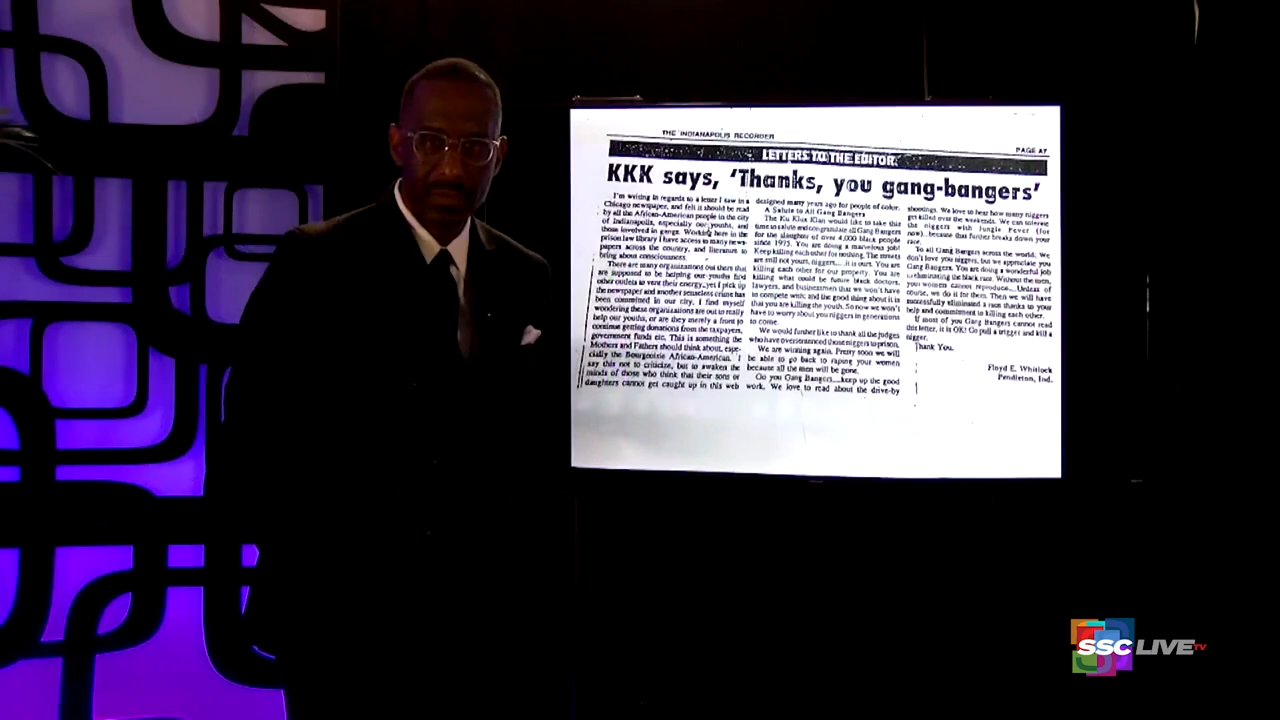 THE INDIANAPOLIS RECORDER
PAGE A7
LETTERS TO THE EDITOR
KKK says, 'Thanks, you gang-bangers'
I'm writing in regards to a letter I saw in a
Chicago newspaper, and felt it should be read
by all the African-American people in the city
of Indianapolis, especially our youths, and
those involved in gangs. Working here in the
prison law library I have access to many news-
papers across the country, and literature to
bring about consciousness.
There are many organizations out there that
are supposed to be helping our youths find
other outlets to vent their energy...yet I pick up
the newspaper and another senseless crime has
been committed in our city. I find myself
wondering these organizations are out to really
help our youths, or are they merely a front to
continue getting donations from the taxpayers,
government funds etc. This is something the
Mothers and Fathers should think about, espe-
cially the Bourgeoisie African-American. I
say this not to criticize, but to awaken the
minds of those who think that their sons or
daughters cannot get caught up in this web
designed many years ago for people of color.
A Salute to All Gang Bangers
The Ku Klux Klan would like to take this
time to salute and congratulate all Gang Bangers
for the slaughter of over 4,000 black people
since 1975. You are doing a marvelous job!
Keep killing each other for nothing. The streets
are still not yours, niggers.... it is ours. You are
killing each other for our property. You are
killing what could be future black doctors,
lawyers, and businessmen that we won't have
to compete with; and the good thing about it is
that you are killing the youth. So now we won't
have to worry about you niggers in generations
to come.
We would further like to thank all the judges
who have oversentenced those niggers to prison.
We are winning again. Pretty soon we will
be able to go back to raping your women
because all the men will be gone.
Go you Gang Bangers....keep up the good
work. We love to read about the drive-by
shootings. We love to hear how many niggers
get killed over the weekends. We can tolerate
the niggers with Jungle Fever (for
now)...because that further breaks down your
race.
To all Gang Bangers across the world. We
don't love you niggers, but we appreciate you
Gang Bangers. You are doing a wonderful job
to eliminating the black race. Without the men,
your women cannot reproduce...Unless of
course, we do it for them. Then we will have
successfully eliminated a race thanks to your
help and commitment to killing each other.
If most of you Gang Bangers cannot read
this letter, it is OK! Go pull a trigger and kill a
nigger.
Thank You.
Floyd E. Whitlock
Pendleton, Ind.
SSC LIVE TV